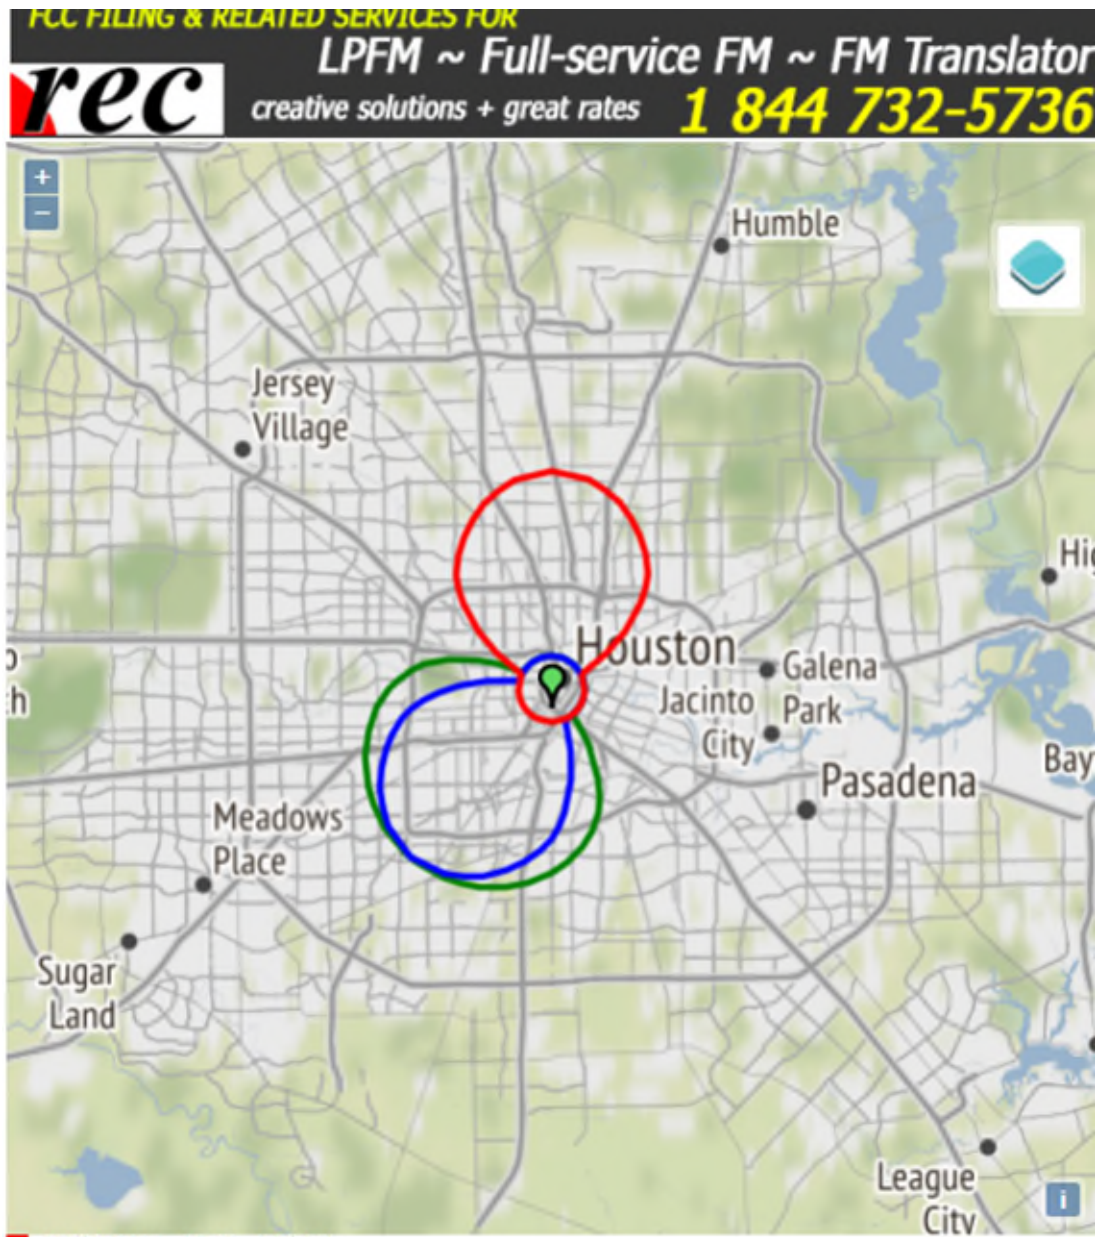 FCC FILING & RELATED SERVICES FOR
LPFM ~ Full-service FM ~ FM Translator
rec
creative solutions + great rates 1 844 732-5736
+
−
Humble
Jersey
Village
Houston
Galena
Park
Jacinto
City
Pasadena
Meadows
Place
Sugar
Land
League
City
i